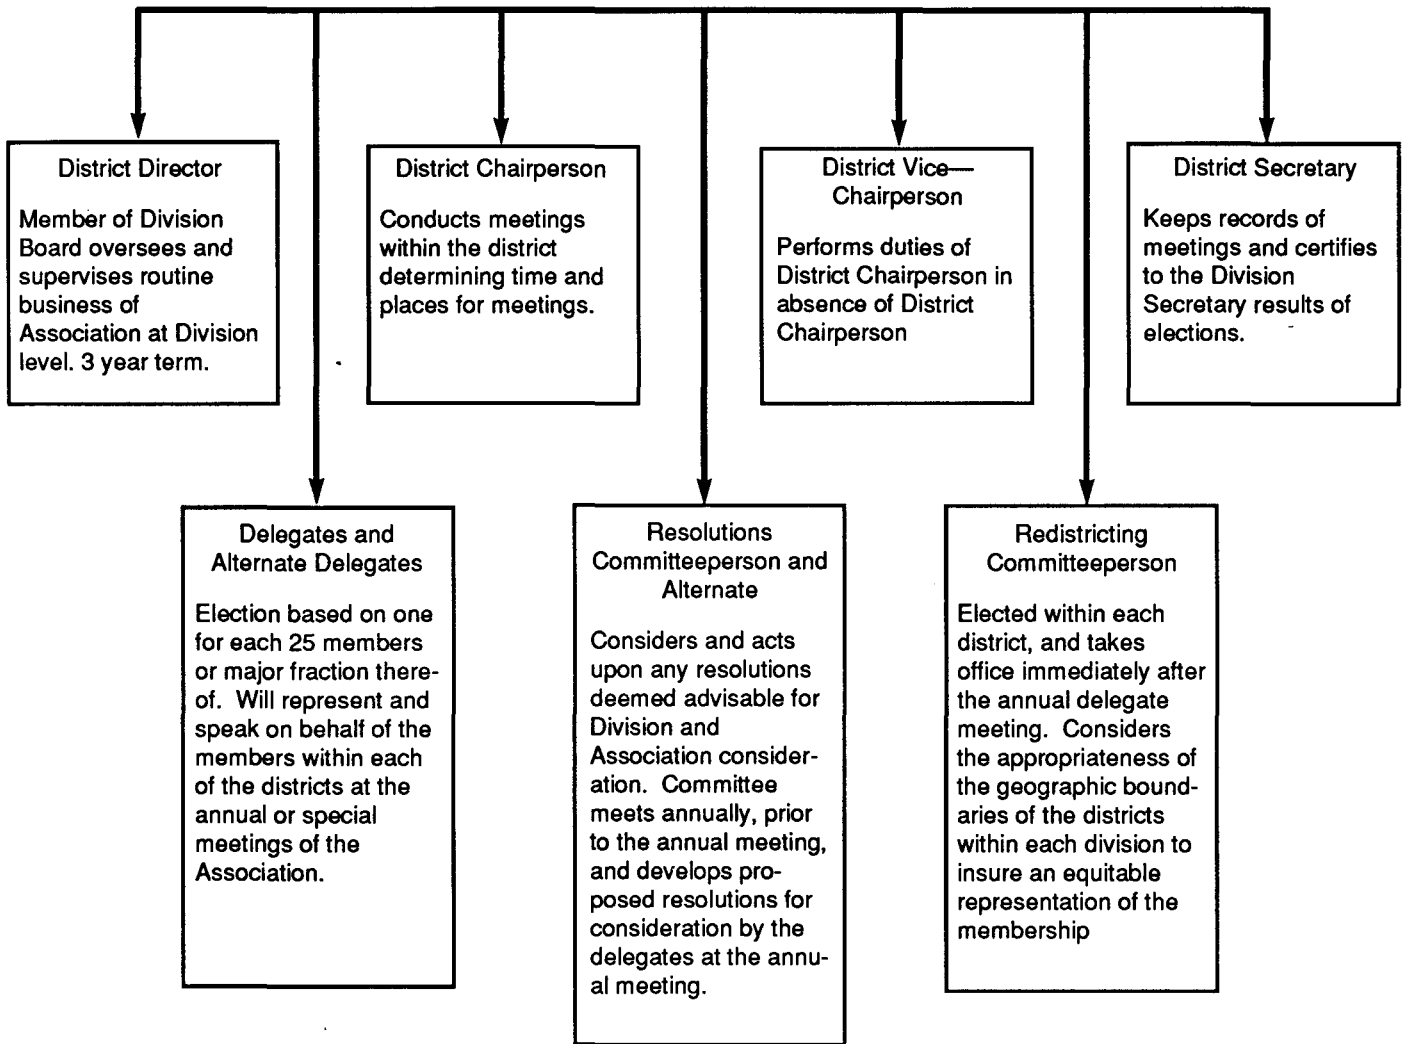 District Director
Member of Division
Board oversees and
supervises routine
business of
Association at Division
level. 3 year term.
District Chairperson
Conducts meetings
within the district
determining time and
places for meetings.
District Vice—
Chairperson
Performs duties of
District Chairperson in
absence of District
Chairperson
District Secretary
Keeps records of
meetings and certifies
to the Division
Secretary results of
elections.
Delegates and
Alternate Delegates
Election based on one
for each 25 members
or major fraction there-
of. Will represent and
speak on behalf of the
members within each
of the districts at the
annual or special
meetings of the
Association.
Resolutions
Committeeperson and
Alternate
Considers and acts
upon any resolutions
deemed advisable for
Division and
Association consider-
ation. Committee
meets annually, prior
to the annual meeting,
and develops pro-
posed resolutions for
consideration by the
delegates at the annu-
al meeting.
Redistricting
Committeeperson
Elected within each
district, and takes
office immediately after
the annual delegate
meeting. Considers
the appropriateness of
the geographic bound-
aries of the districts
within each division to
insure an equitable
representation of the
membership